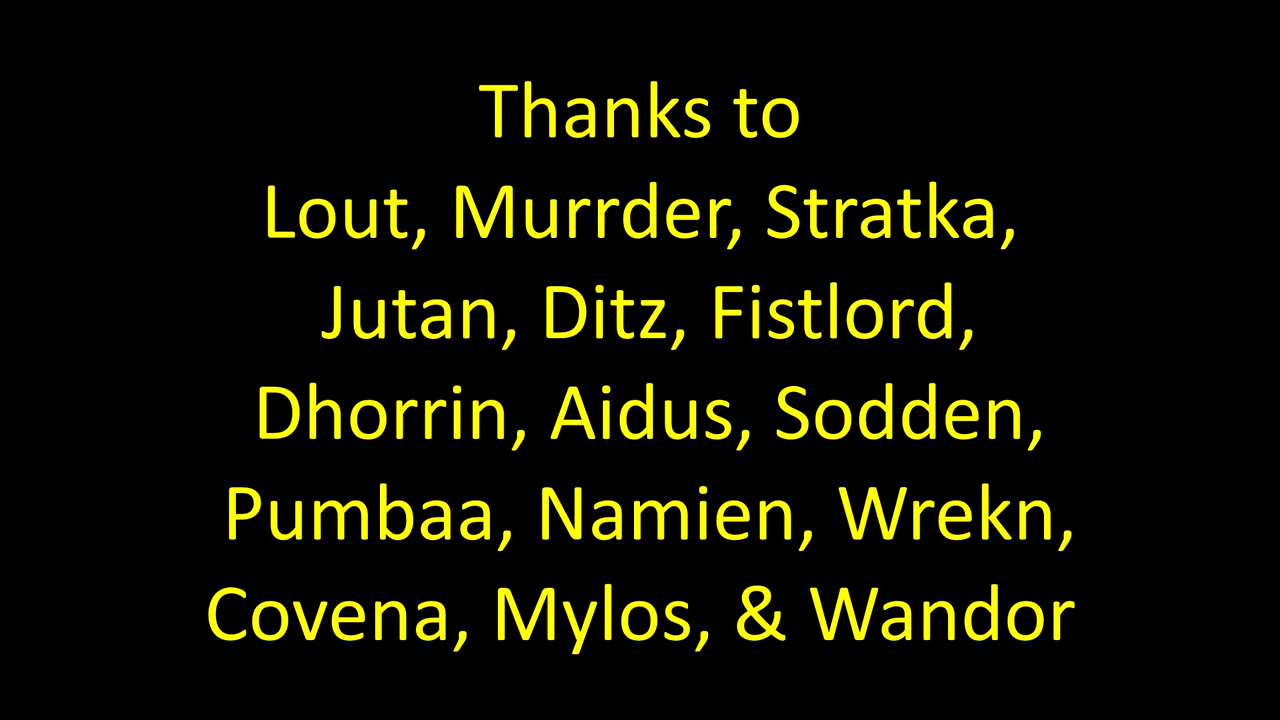 Thanks to
Lout, Murrder, Stratka,
Jutan, Ditz, Fistlord,
Dhorrin, Aidus, Sodden,
Pumbaa, Namien, Wrekn,
Covena, Mylos, & Wandor